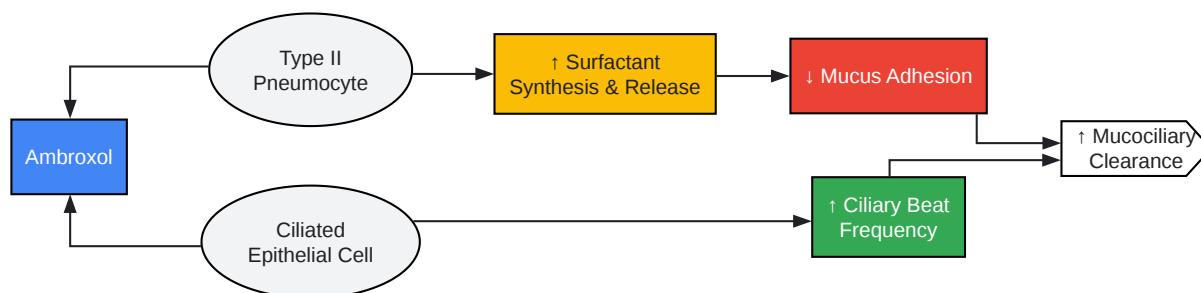 Type II
Pneumocyte
↑ Surfactant
Synthesis & Release
↓ Mucus Adhesion
Ambroxol
↑ Mucociliary
Clearance
Ciliated
Epithelial Cell
↑ Ciliary Beat
Frequency